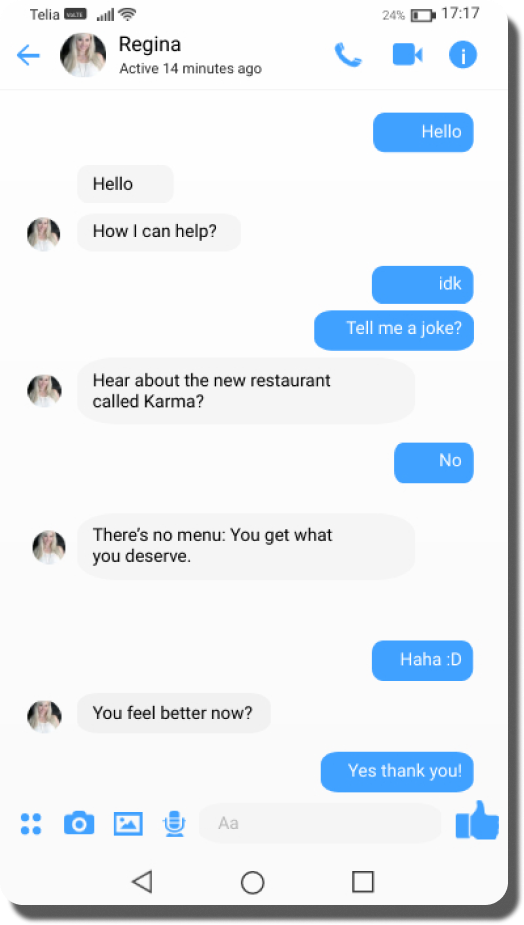 Telia VoLTE 24% 17:17
Regina
Active 14 minutes ago
Hello
Hello
How I can help?
idk
Tell me a joke?
Hear about the new restaurant
called Karma?
No
There's no menu: You get what
you deserve.
Haha :D
You feel better now?
Yes thank you!
Aa